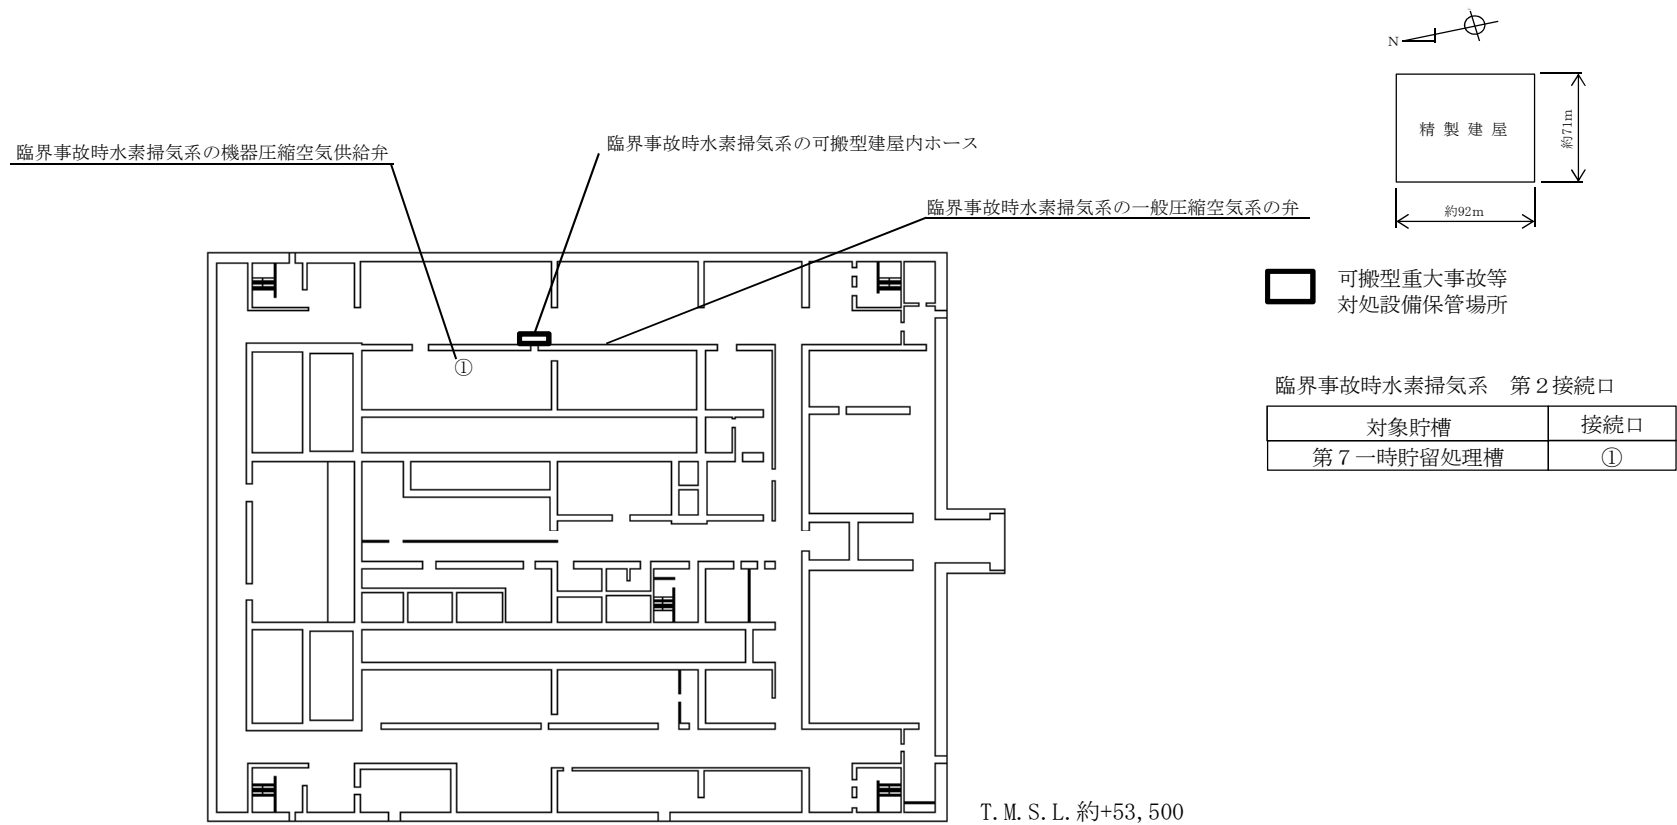 N
精製建屋
約71m
約92m
臨界事故時水素掃気系の機器圧縮空気供給弁
臨界事故時水素掃気系の可搬型建屋内ホース
臨界事故時水素掃気系の一般圧縮空気系の弁
①
可搬型重大事故等
対処設備保管場所
臨界事故時水素掃気系 第2接続口
対象貯槽 接続口
第7一時貯留処理槽 ①
T.M.S.L.約+53,500